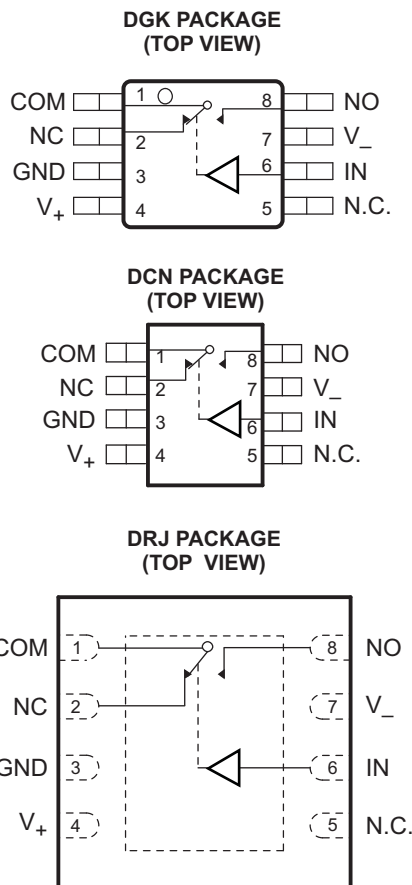 DGK PACKAGE
(TOP VIEW)
COM 1 8 NO
NC 2 7 V_
GND 3 6 IN
V+ 4 5 N.C.
DCN PACKAGE
(TOP VIEW)
COM 1 8 NO
NC 2 7 V_
GND 3 6 IN
V+ 4 5 N.C.
DRJ PACKAGE
(TOP VIEW)
COM 1 8 NO
NC 2 7 V_
GND 3 6 IN
V+ 4 5 N.C.